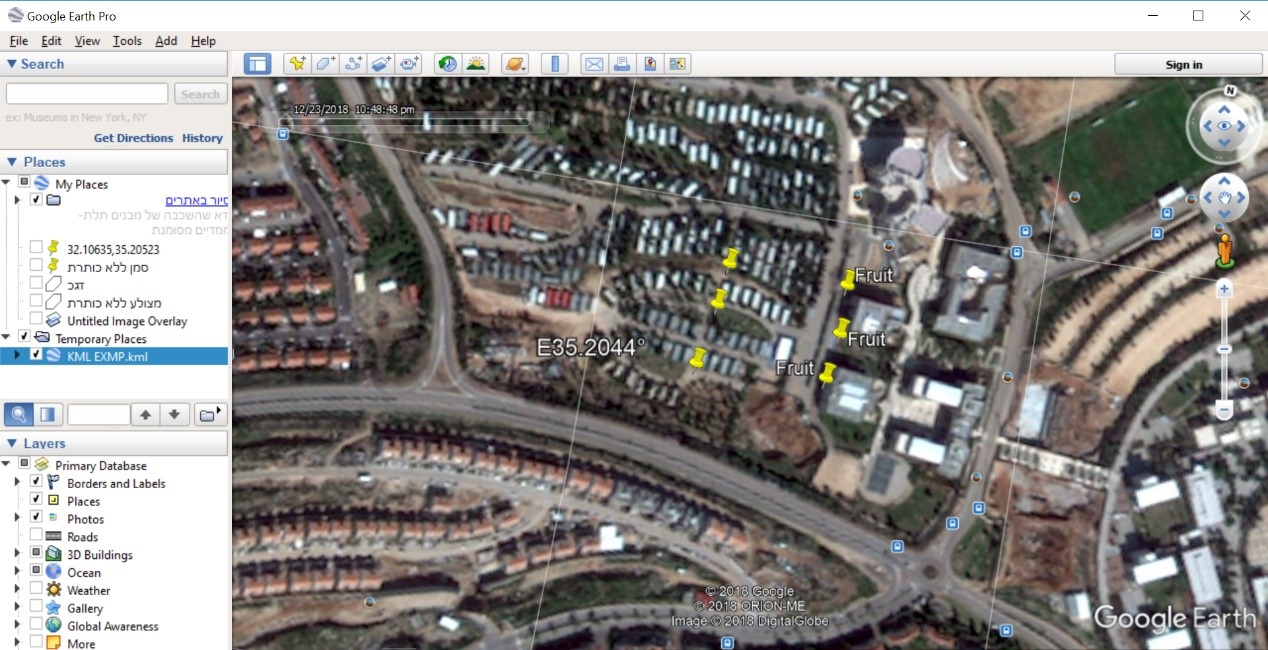 Google Earth Pro
File Edit View Tools Add Help
Search
Sign in
Search
ex: Museums in New York, NY
Get Directions History
Places
My Places
סיור באתרים
דא שהשכבה של מבנים תלת-
ממדיים מסומנת
32.10635,35.20523
סמן ללא כותרת
דגכ
מצולע ללא כותרת
Untitled Image Overlay
Temporary Places
KML EXMP.kml
Layers
Primary Database
Borders and Labels
Places
Photos
Roads
3D Buildings
Ocean
Weather
Gallery
Global Awareness
More
12/23/2018 10:48:48 pm
N
Fruit
Fruit
E35.2044°
Fruit
© 2018 Google
© 2018 ORION-ME
Image © 2018 DigitalGlobe
Google Earth